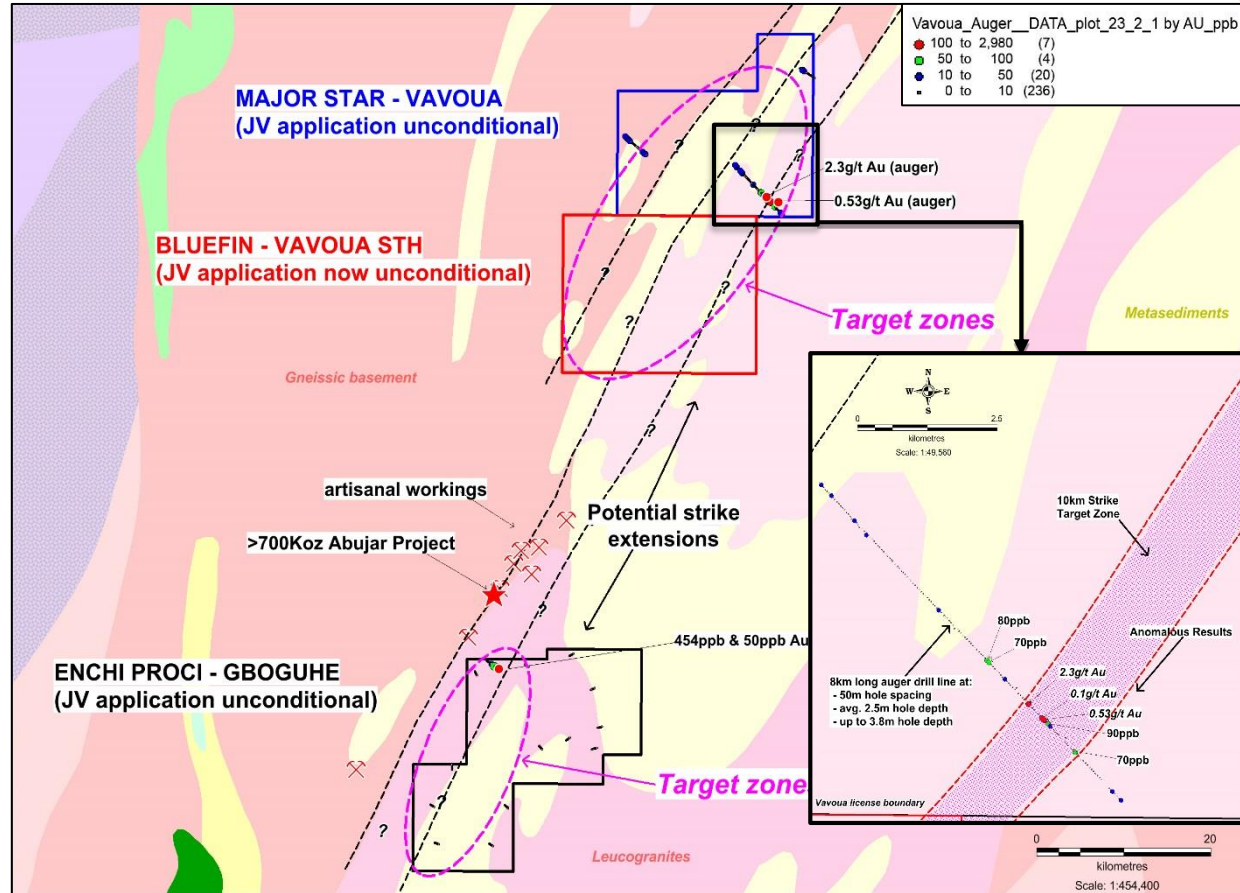 Vavoua_Auger__DATA_plot_23_2_1 by AU_ppb
100 to 2,980 (7)
50 to 100 (4)
10 to 50 (20)
0 to 10 (236)
MAJOR STAR - VAVOUA
(JV application unconditional)
?
?
?
2.3g/t Au (auger)
0.53g/t Au (auger)
BLUEFIN - VAVOUA STH
(JV application now unconditional)
?
?
?
Target zones
Metasediments
Gneissic basement
?
artisanal workings
>700Koz Abujar Project
Potential strike
extensions
?
454ppb & 50ppb Au
ENCHI PROCI - GBOGUHE
(JV application unconditional)
Target zones
?
?
Leucogranites
N
W E
S
0 2.5
kilometres
Scale: 1:49,560
10km Strike
Target Zone
80ppb
70ppb
Anomalous Results
8km long auger drill line at:
- 50m hole spacing
- avg. 2.5m hole depth
- up to 3.8m hole depth
2.3g/t Au
0.1g/t Au
0.53g/t Au
90ppb
70ppb
Vavoua license boundary
0 20
kilometres
Scale: 1:454,400